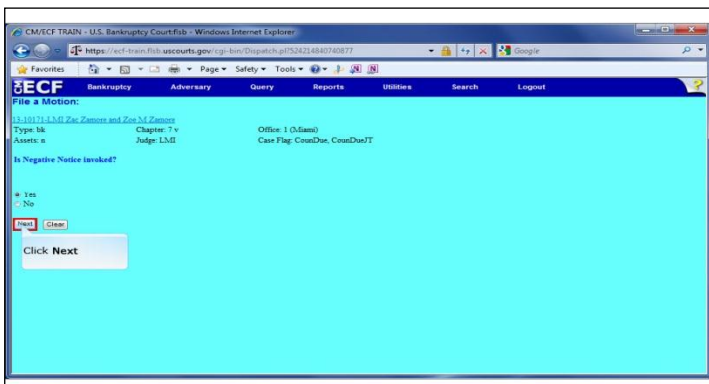 CM/ECF TRAIN - U.S. Bankruptcy Court:flsb - Windows Internet Explorer
https://ecf-train.flsb.uscourts.gov/cgi-bin/Dispatch.pl?524214840740877
Google
Favorites Page Safety Tools
ECF Bankruptcy Adversary Query Reports Utilities Search Logout ?
File a Motion:
13-10171-LMI Zac Zamore and Zoe M Zamore
Type: bk Chapter: 7 v Office: 1 (Miami)
Assets: n Judge: LMI Case Flag: CounDue, CounDueJT
Is Negative Notice invoked?
Yes
No
Next Clear
Click Next